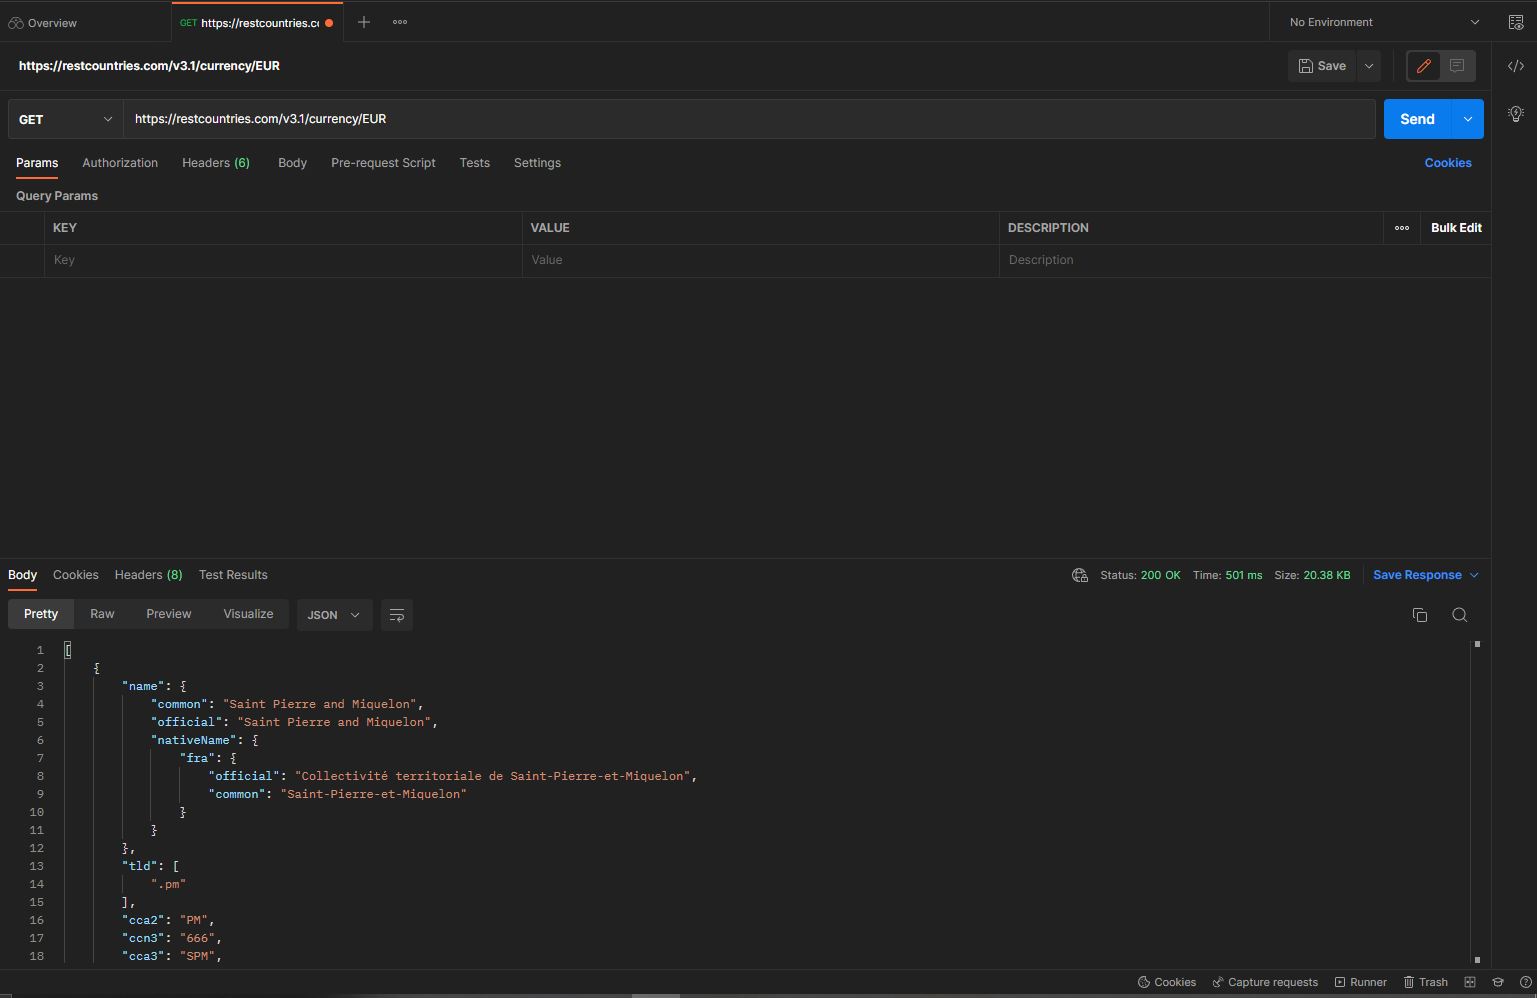 Overview
GET https://restcountries.cc
No Environment
https://restcountries.com/v3.1/currency/EUR
Save
GET https://restcountries.com/v3.1/currency/EUR Send
Params Authorization Headers (6) Body Pre-request Script Tests Settings Cookies
Query Params
KEY VALUE DESCRIPTION Bulk Edit
Key Value Description
Body Cookies Headers (8) Test Results Status: 200 OK Time: 501 ms Size: 20.38 KB Save Response
Pretty Raw Preview Visualize JSON
1 [
2 {
3 "name": {
4 "common": "Saint Pierre and Miquelon",
5 "official": "Saint Pierre and Miquelon",
6 "nativeName": {
7 "fra": {
8 "official": "Collectivité territoriale de Saint-Pierre-et-Miquelon",
9 "common": "Saint-Pierre-et-Miquelon"
10 }
11 }
12 },
13 "tld": [
14 ".pm"
15 ],
16 "cca2": "PM",
17 "ccn3": "666",
18 "cca3": "SPM",
Cookies Capture requests Runner Trash